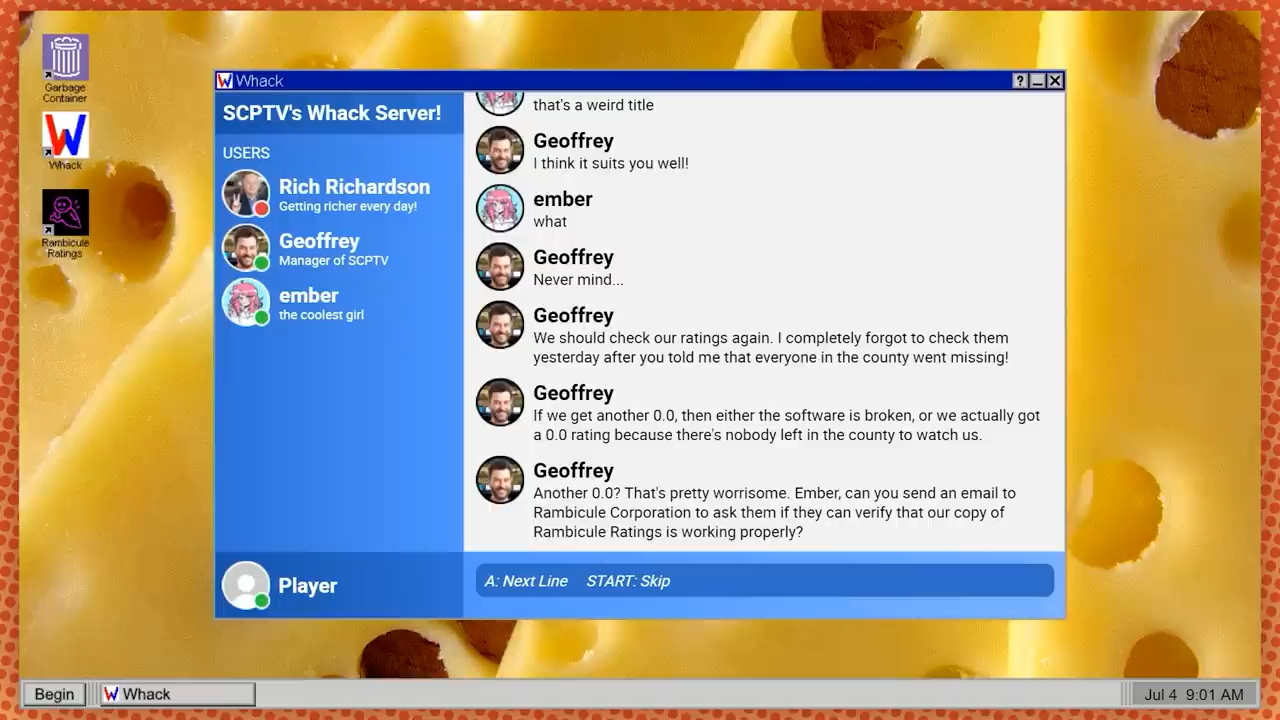 Garbage
Container
Whack
Rambicule
Ratings
Whack
SCPTV's Whack Server!
USERS
Rich Richardson
Getting richer every day!
Geoffrey
Manager of SCPTV
ember
the coolest girl
Player
that's a weird title
Geoffrey
I think it suits you well!
ember
what
Geoffrey
Never mind...
Geoffrey
We should check our ratings again. I completely forgot to check them
yesterday after you told me that everyone in the county went missing!
Geoffrey
If we get another 0.0, then either the software is broken, or we actually got
a 0.0 rating because there's nobody left in the county to watch us.
Geoffrey
Another 0.0? That's pretty worrisome. Ember, can you send an email to
Rambicule Corporation to ask them if they can verify that our copy of
Rambicule Ratings is working properly?
A: Next Line START: Skip
Begin
Whack
Jul 4 9:01 AM